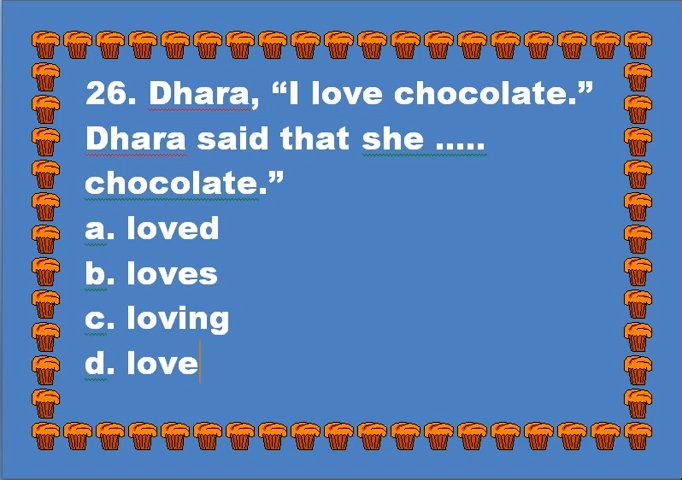 26. Dhara, “I love chocolate.”
Dhara said that she .....
chocolate.”
a. loved
b. loves
c. loving
d. love